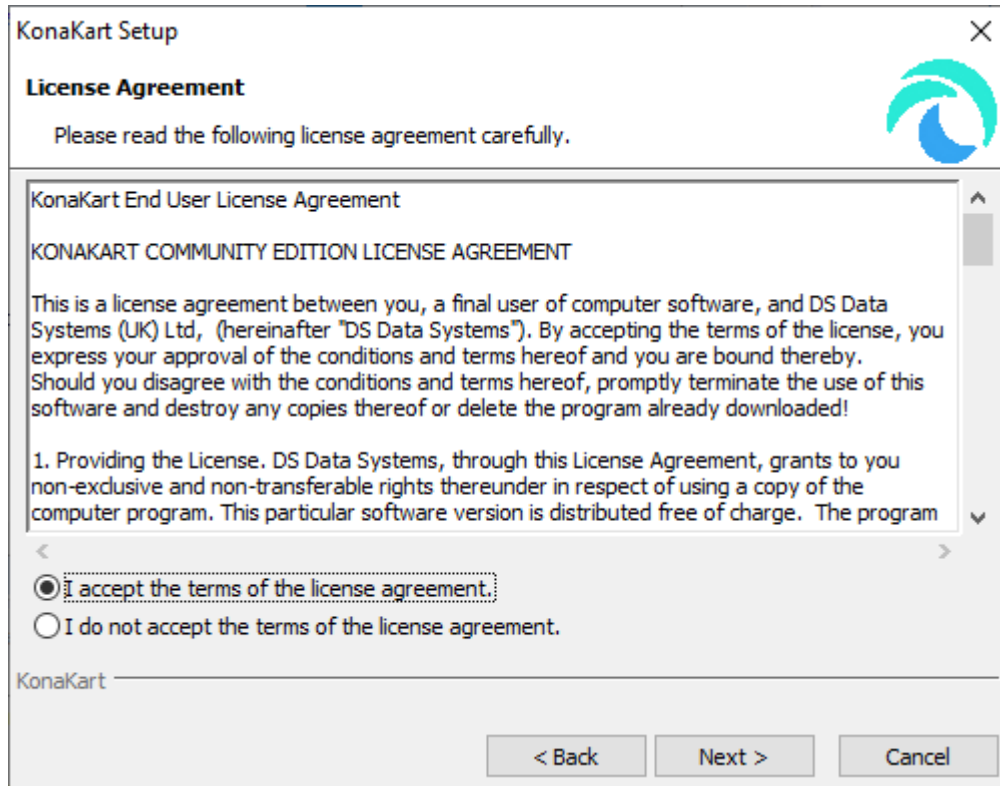 KonaKart Setup
License Agreement
Please read the following license agreement carefully.
KonaKart End User License Agreement
KONAKART COMMUNITY EDITION LICENSE AGREEMENT
This is a license agreement between you, a final user of computer software, and DS Data
Systems (UK) Ltd,  (hereinafter "DS Data Systems"). By accepting the terms of the license, you
express your approval of the conditions and terms hereof and you are bound thereby.
Should you disagree with the conditions and terms hereof, promptly terminate the use of this
software and destroy any copies thereof or delete the program already downloaded!
1. Providing the License. DS Data Systems, through this License Agreement, grants to you
non-exclusive and non-transferable rights thereunder in respect of using a copy of the
computer program. This particular software version is distributed free of charge.  The program
I accept the terms of the license agreement.
I do not accept the terms of the license agreement.
KonaKart
< Back Next > Cancel